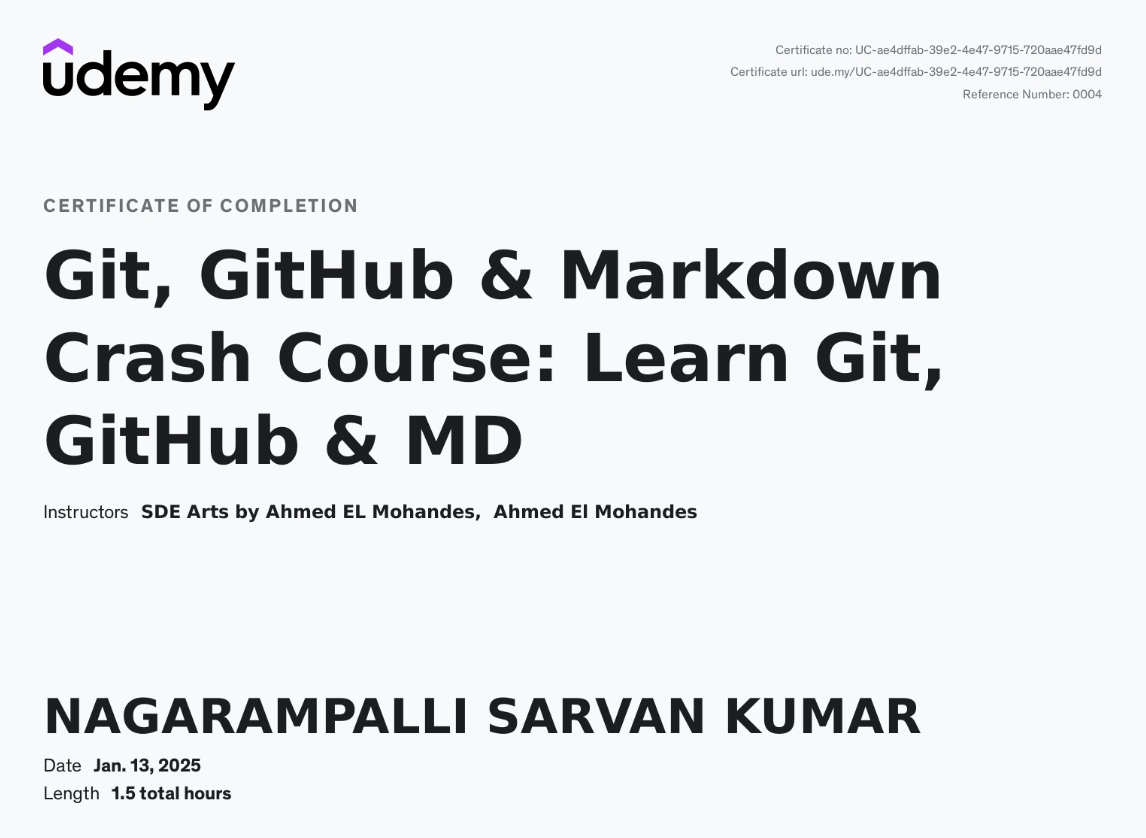 udemy
Certificate no: UC-ae4dffab-39e2-4e47-9715-720aae47fd9d
Certificate url: ude.my/UC-ae4dffab-39e2-4e47-9715-720aae47fd9d
Reference Number: 0004
CERTIFICATE OF COMPLETION
Git, GitHub & Markdown
Crash Course: Learn Git,
GitHub & MD
Instructors SDE Arts by Ahmed EL Mohandes, Ahmed El Mohandes
NAGARAMPALLI SARVAN KUMAR
Date Jan. 13, 2025
Length 1.5 total hours